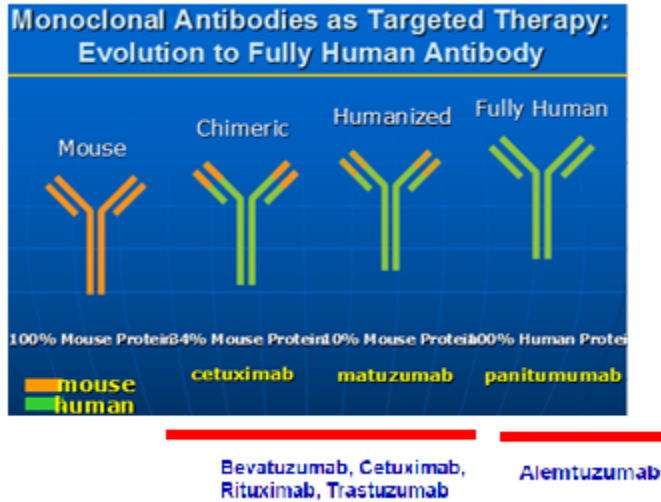 Monoclonal Antibodies as Targeted Therapy:
Evolution to Fully Human Antibody
Mouse
Chimeric
Humanized
Fully Human
100% Mouse Protein
34% Mouse Protein
10% Mouse Protein
100% Human Protei
cetuximab
matuzumab
panitumumab
mouse
human
Bevatuzumab, Cetuximab,
Rituximab, Trastuzumab
Alemtuzumab